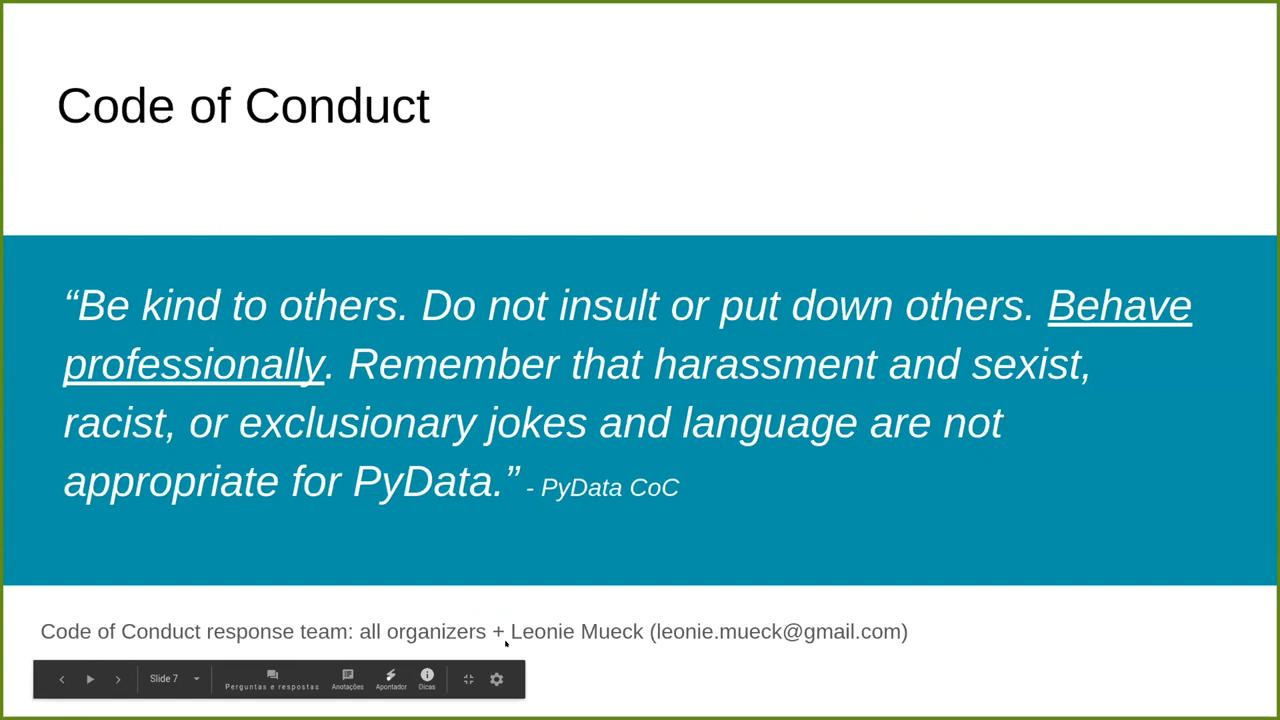 Code of Conduct
“Be kind to others. Do not insult or put down others. Behave
professionally. Remember that harassment and sexist,
racist, or exclusionary jokes and language are not
appropriate for PyData.” - PyData CoC
Code of Conduct response team: all organizers + Leonie Mueck (leonie.mueck@gmail.com)
Slide 7
Perguntas e respostas
Anotações
Apontador
Dicas